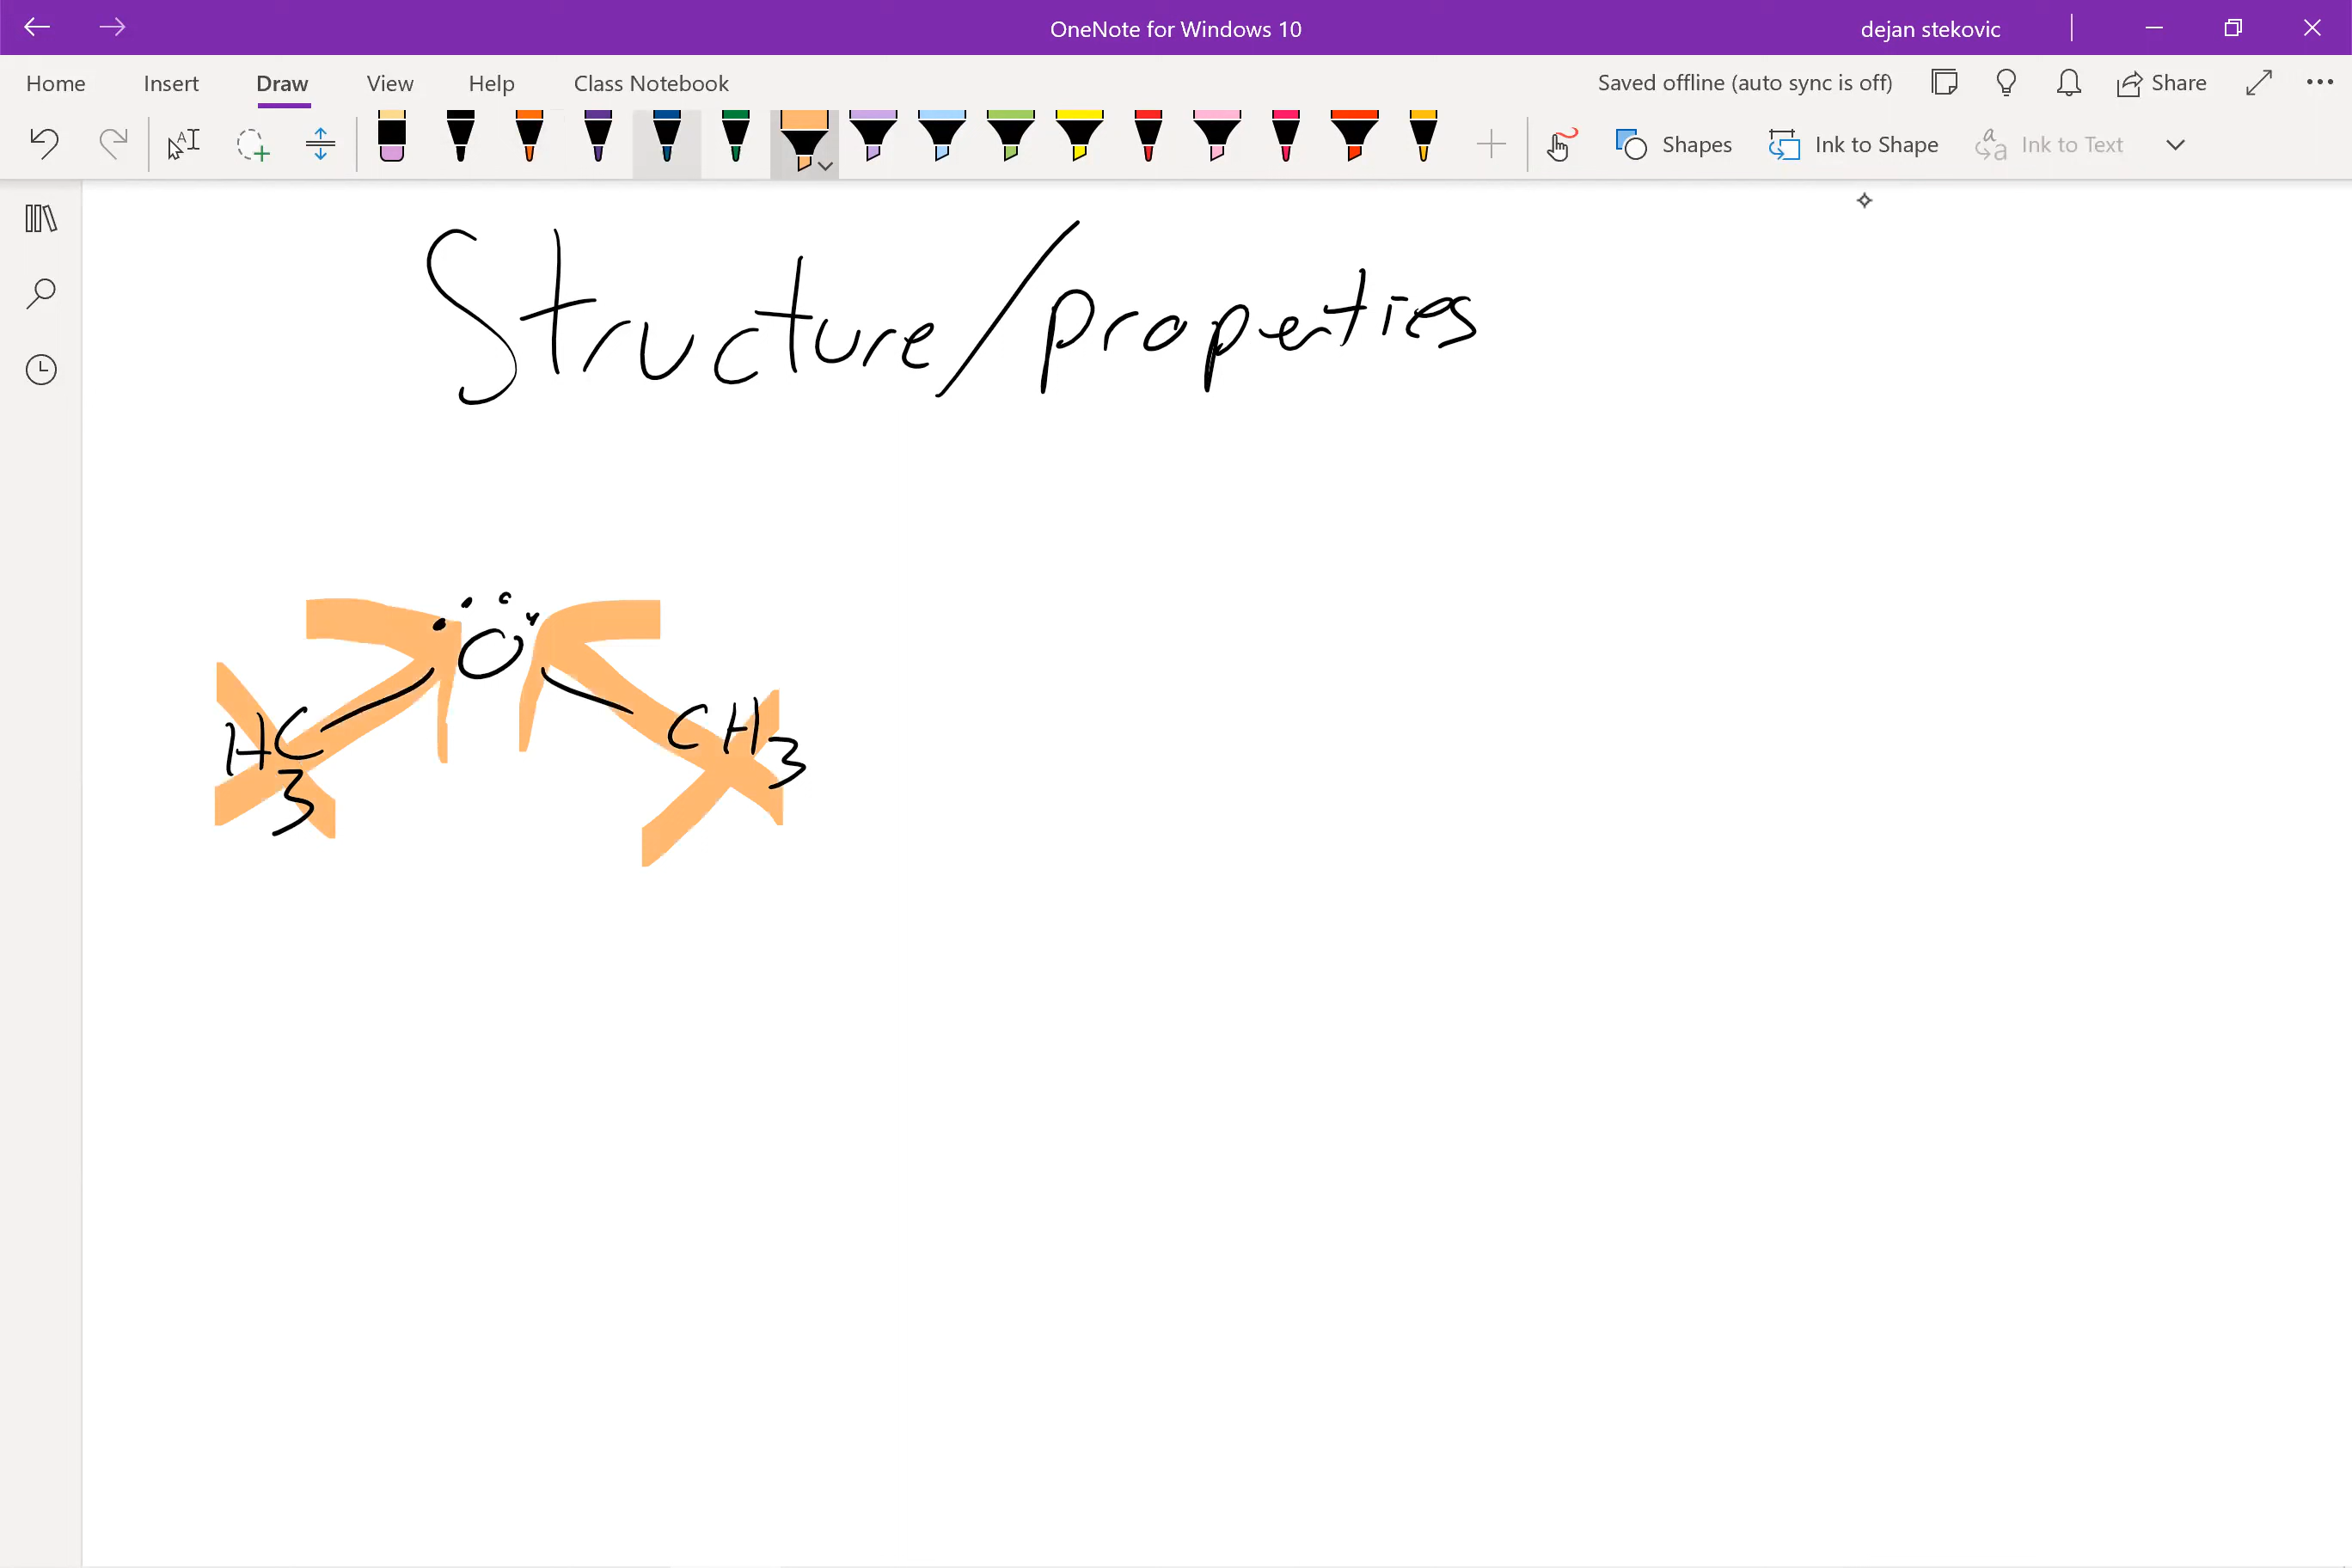 OneNote for Windows 10
dejan stekovic
Home Insert Draw View Help Class Notebook
Saved offline (auto sync is off) Share
Shapes Ink to Shape Ink to Text
Structure/properties
O
H3C CH3